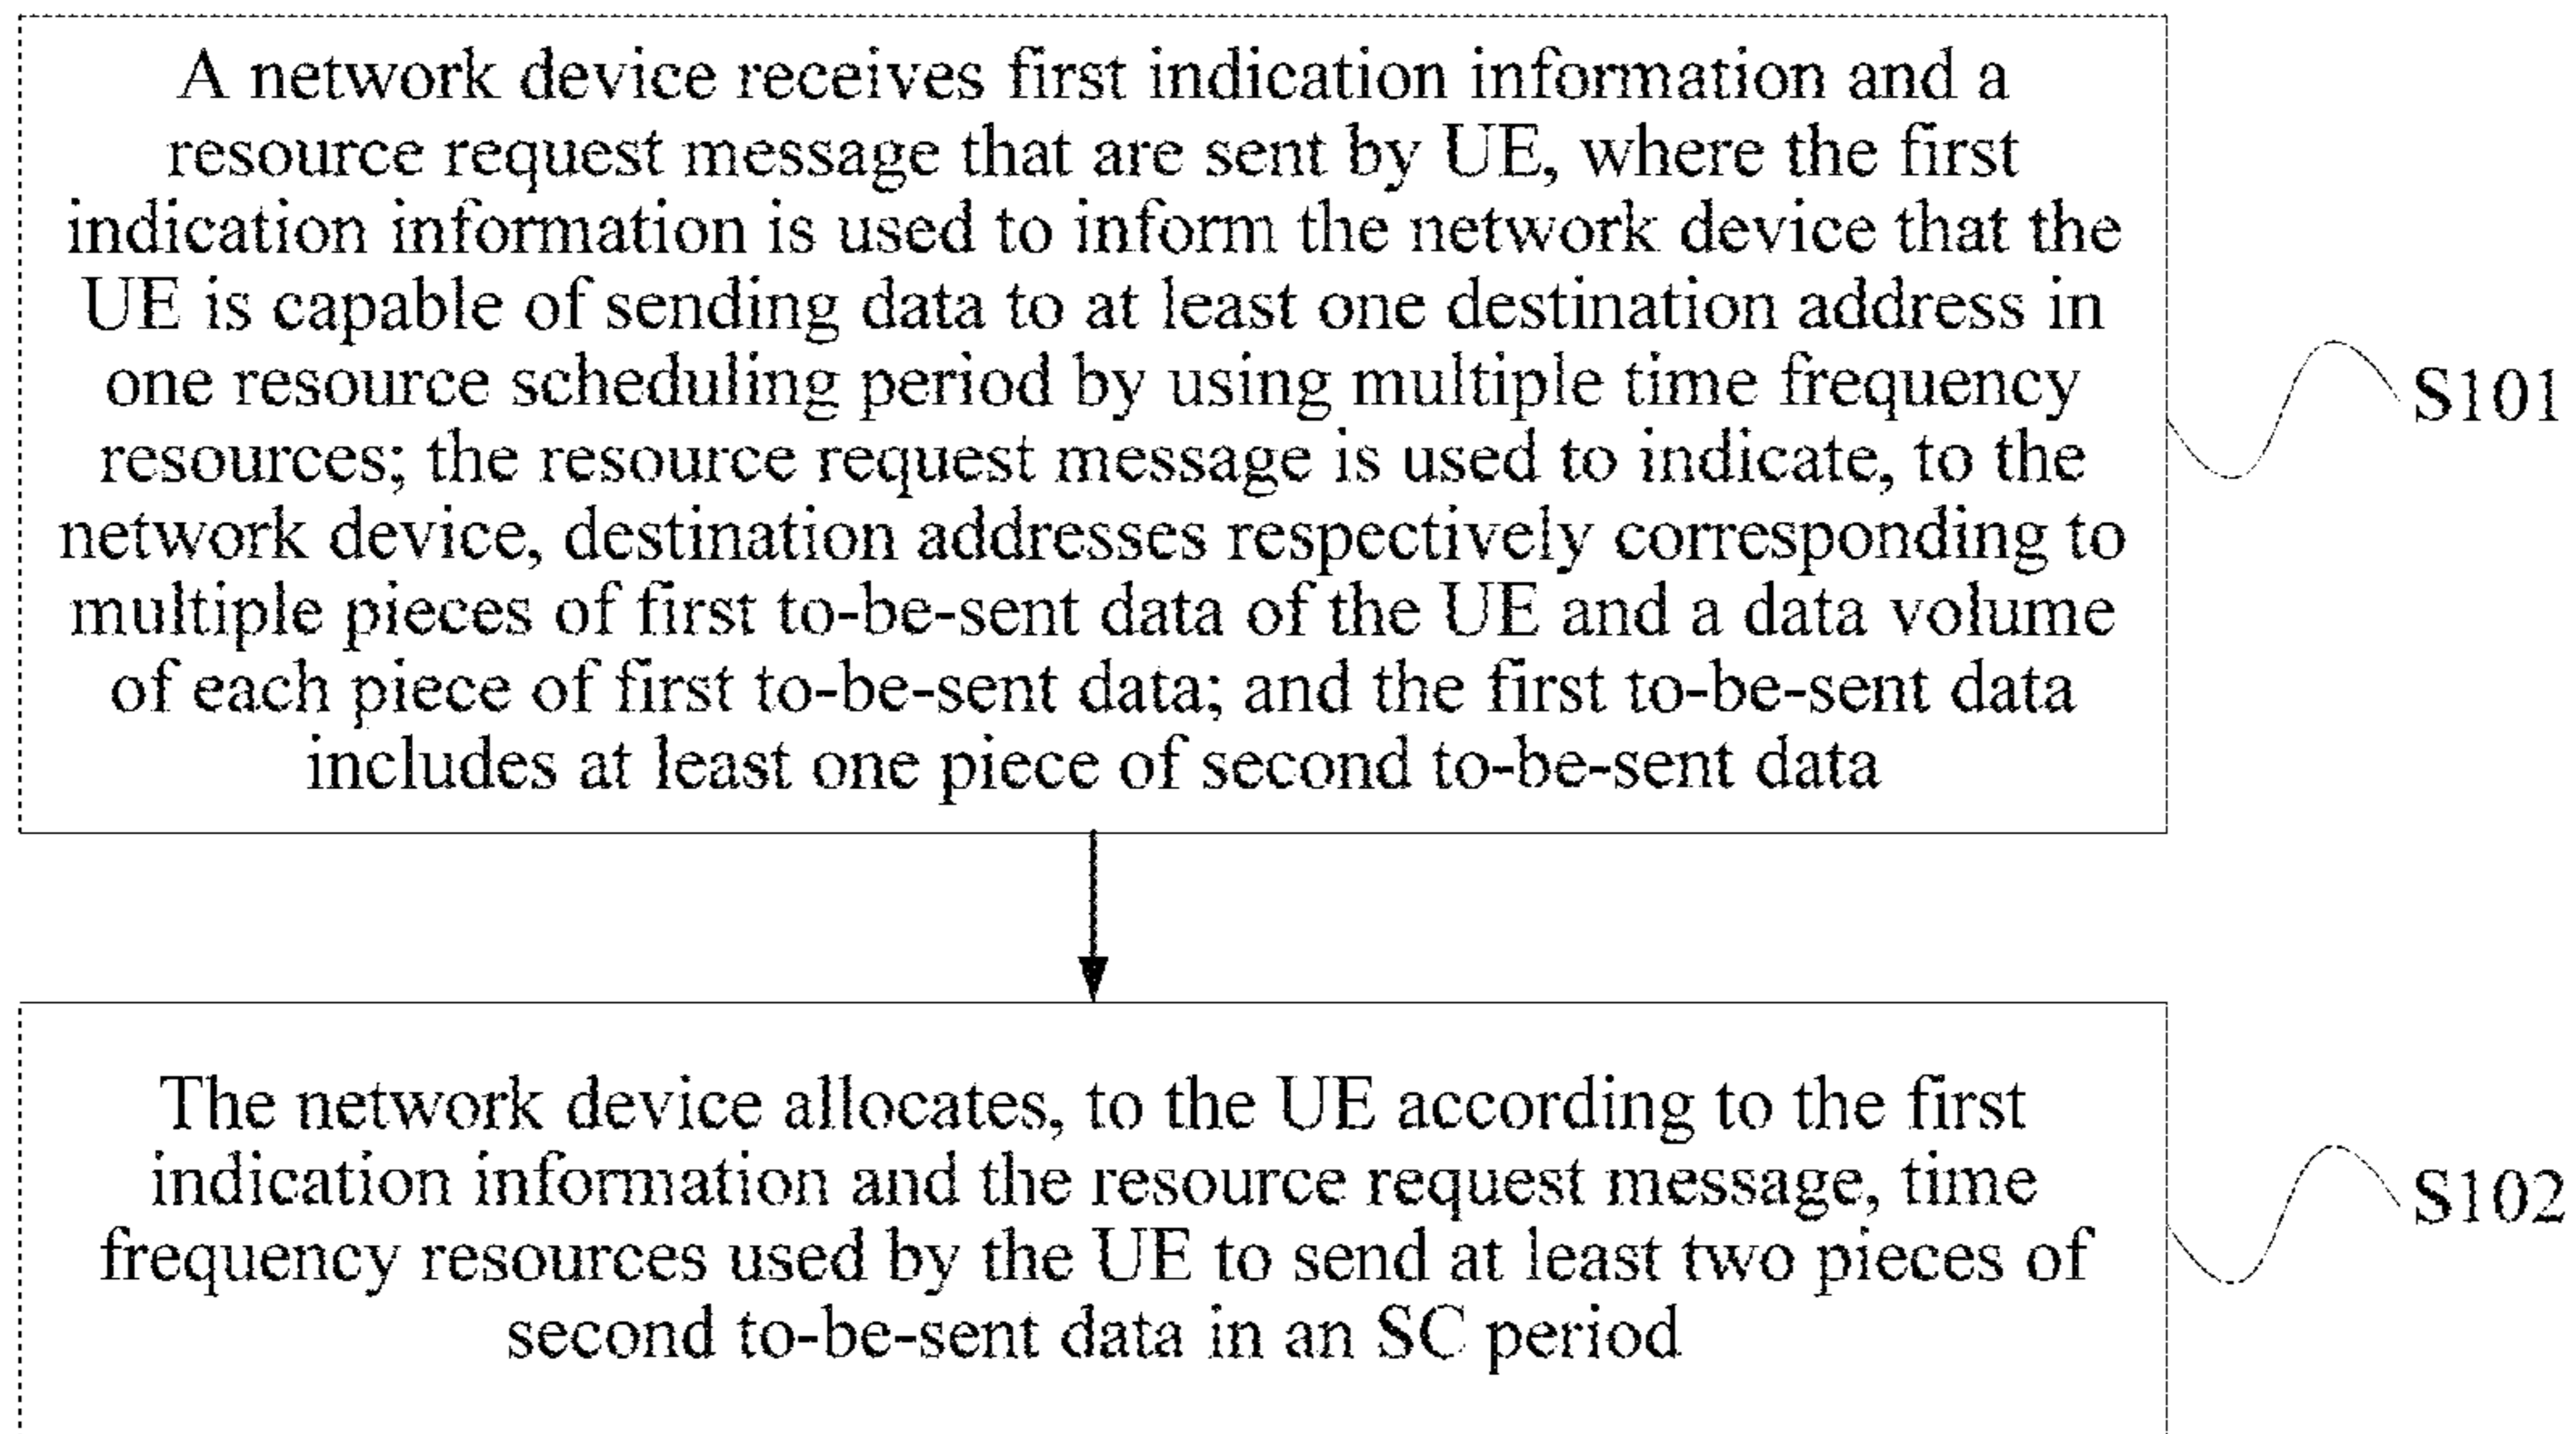 A network device receives first indication information and a
resource request message that are sent by UE, where the first
indication information is used to inform the network device that the
UE is capable of sending data to at least one destination address in
one resource scheduling period by using multiple time frequency
resources; the resource request message is used to indicate, to the
network device, destination addresses respectively corresponding to
multiple pieces of first to-be-sent data of the UE and a data volume
of each piece of first to-be-sent data; and the first to-be-sent data
includes at least one piece of second to-be-sent data
S101
The network device allocates, to the UE according to the first
indication information and the resource request message, time
frequency resources used by the UE to send at least two pieces of
second to-be-sent data in an SC period
S102